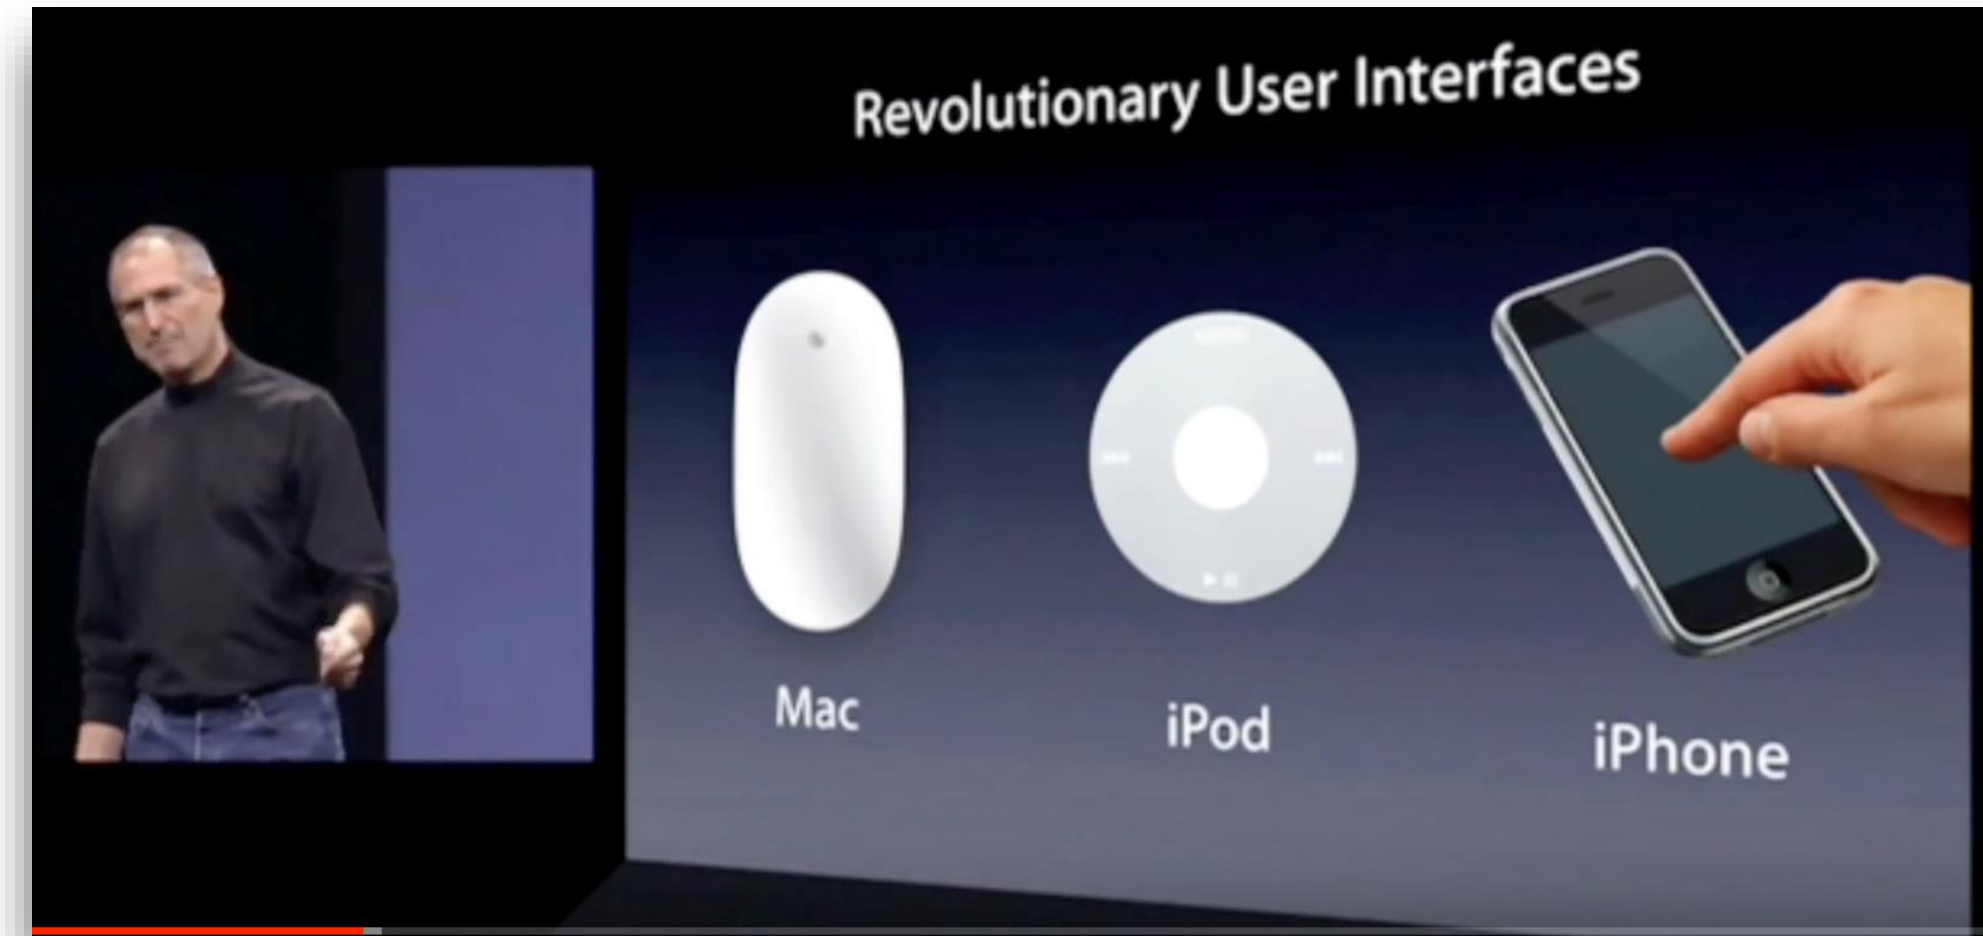 Revolutionary User Interfaces
Mac
iPod
iPhone